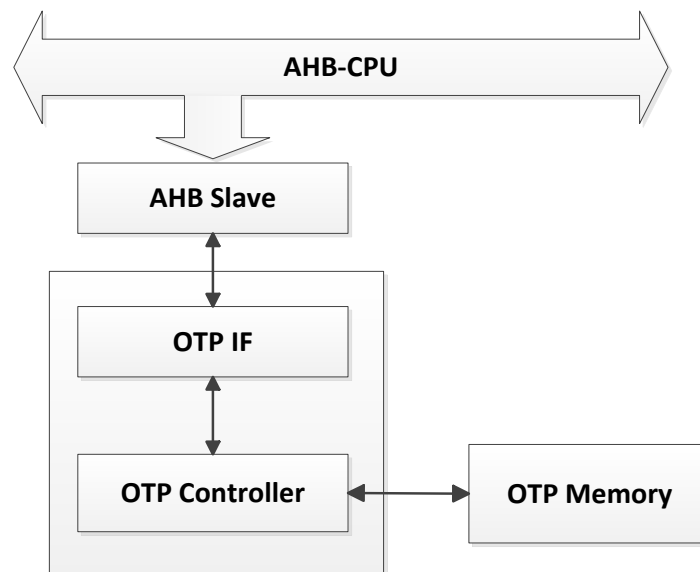 AHB-CPU
AHB Slave
OTP IF
OTP Controller
OTP Memory